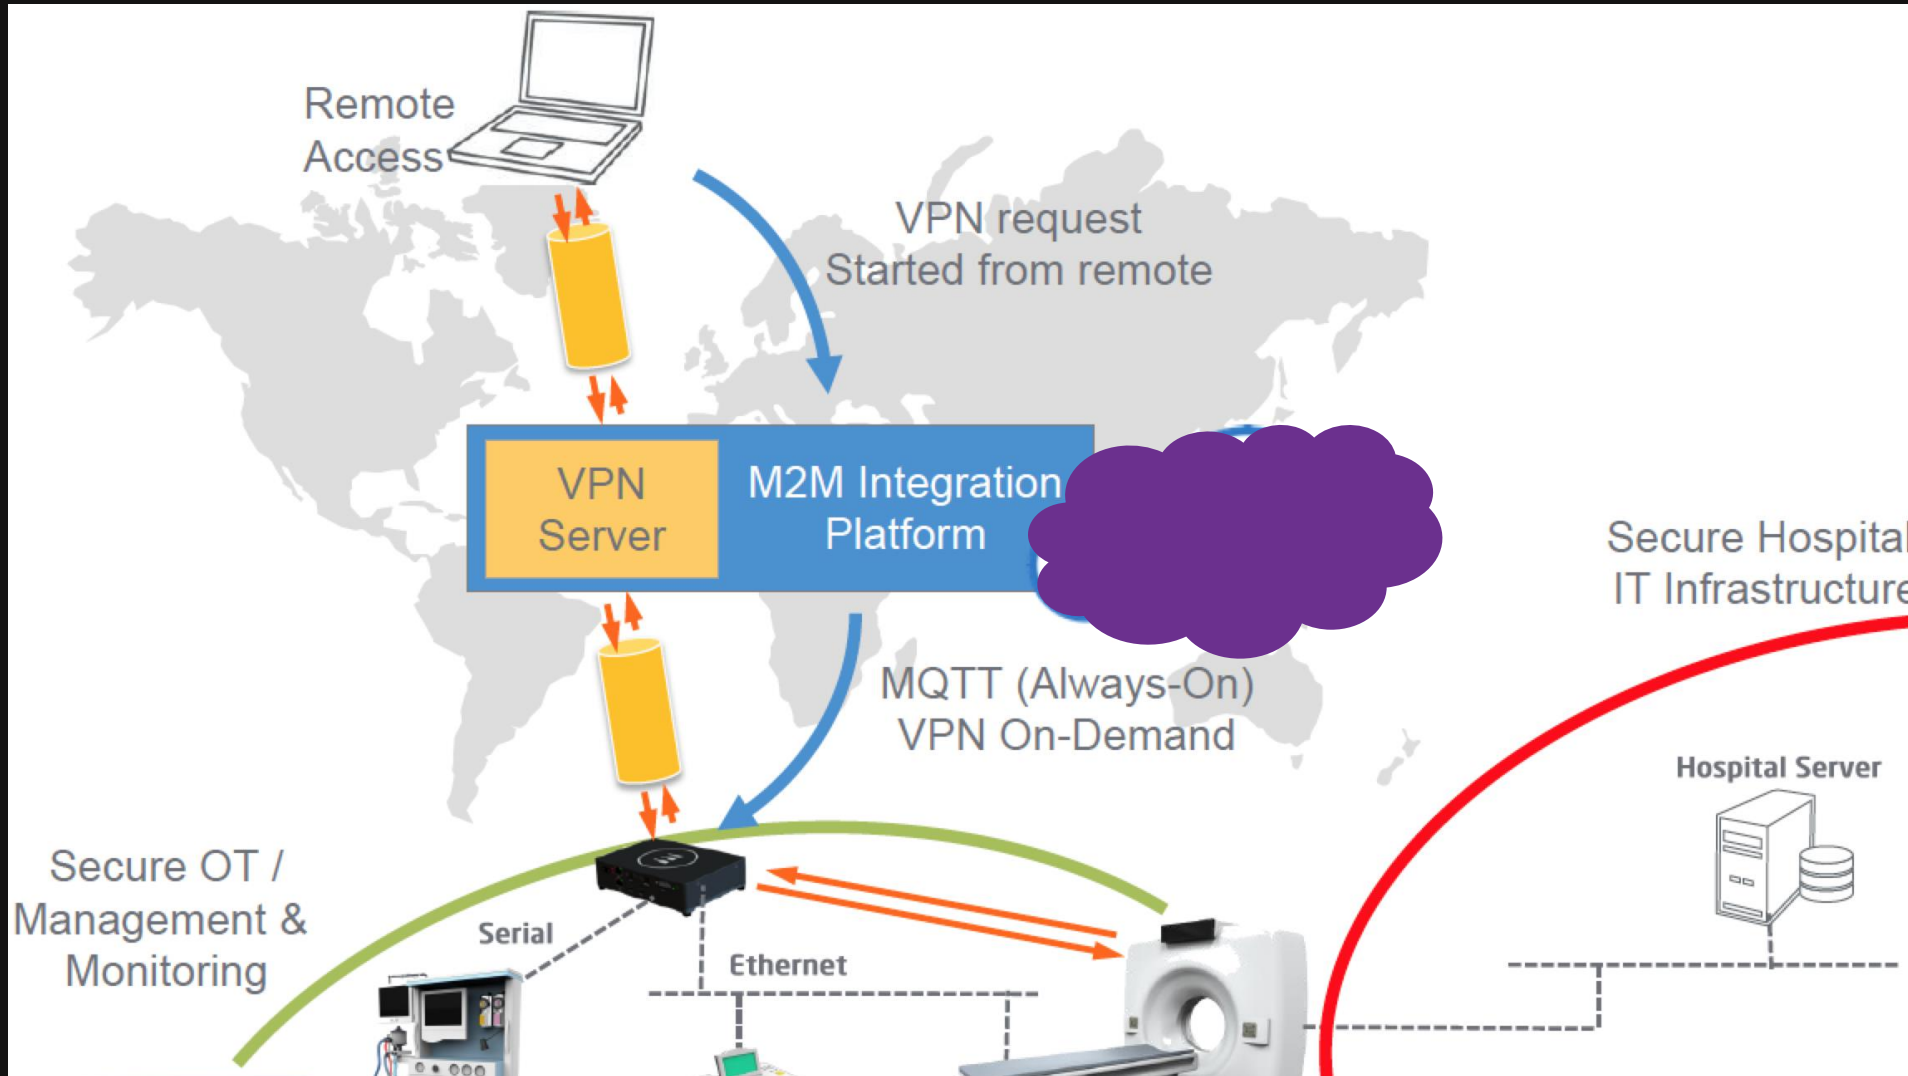 Remote
Access
VPN request
Started from remote
VPN
Server
M2M Integration
Platform
MQTT (Always-On)
VPN On-Demand
Secure Hospital
IT Infrastructure
Hospital Server
Secure OT /
Management &
Monitoring
Serial
Ethernet